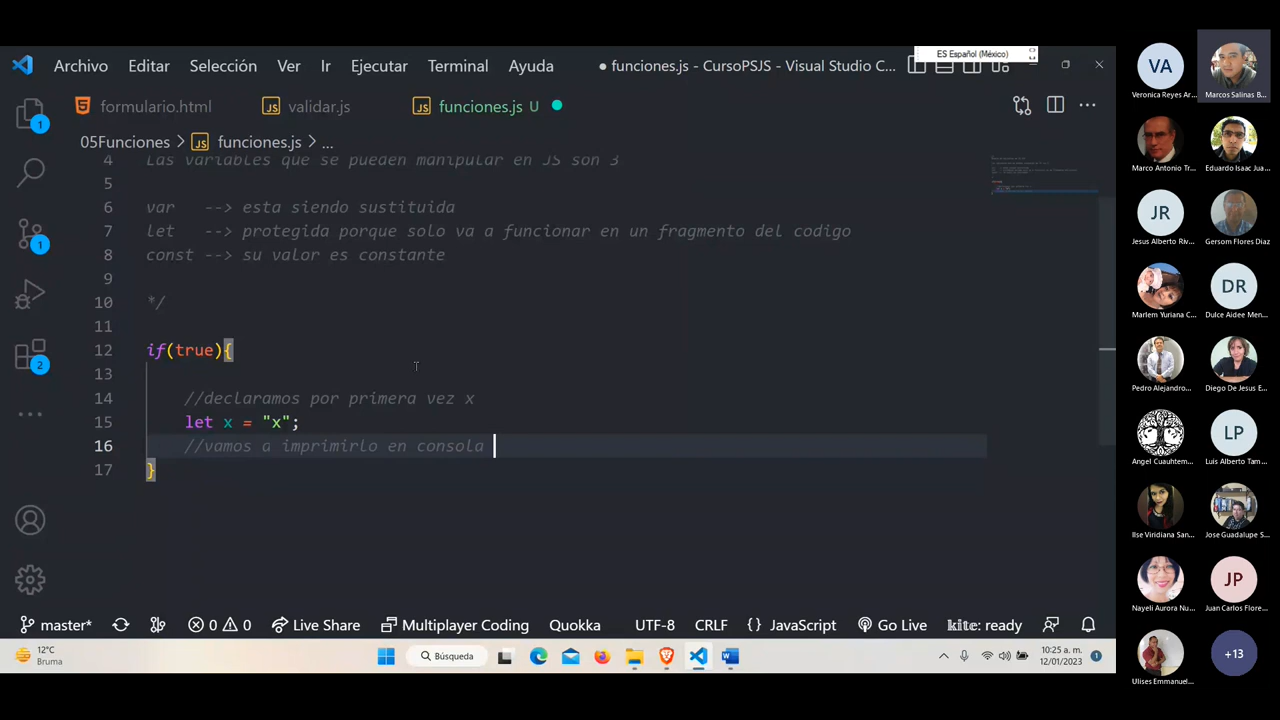 ES Español (México)
Archivo Editar Selección Ver Ir Ejecutar Terminal Ayuda
● funciones.js - CursoPSJS - Visual Studio C...
formulario.html
JS validar.js
JS funciones.js U
05Funciones > JS funciones.js > ...
4 Las variables que se pueden manipular en JS son 3
5
6 var --> esta siendo sustituida
7 let --> protegida porque solo va a funcionar en un fragmento del codigo
8 const --> su valor es constante
9
10 */
11
12 if(true){
13
14 //declaramos por primera vez x
15 let x = "x";
16 //vamos a imprimirlo en consola
17 }
1
1
2
master* 0 0 Live Share Multiplayer Coding Quokka UTF-8 CRLF {} JavaScript Go Live kite: ready
12°C
Bruma
Búsqueda
10:25 a. m.
12/01/2023
1
VA
Veronica Reyes Ar...
Marcos Salinas B...
Marco Antonio Tr...
Eduardo Isaac Jua...
JR
Jesus Alberto Riv...
Gersom Flores Diaz
Marlem Yuriana C...
DR
Dulce Aidee Men...
Pedro Alejandro...
Diego De Jesus E...
Angel Cuauhtem...
LP
Luis Alberto Tam...
Ilse Viridiana San...
Jose Guadalupe S...
Nayeli Aurora Nu...
JP
Juan Carlos Flore...
Ulises Emmanuel...
+13